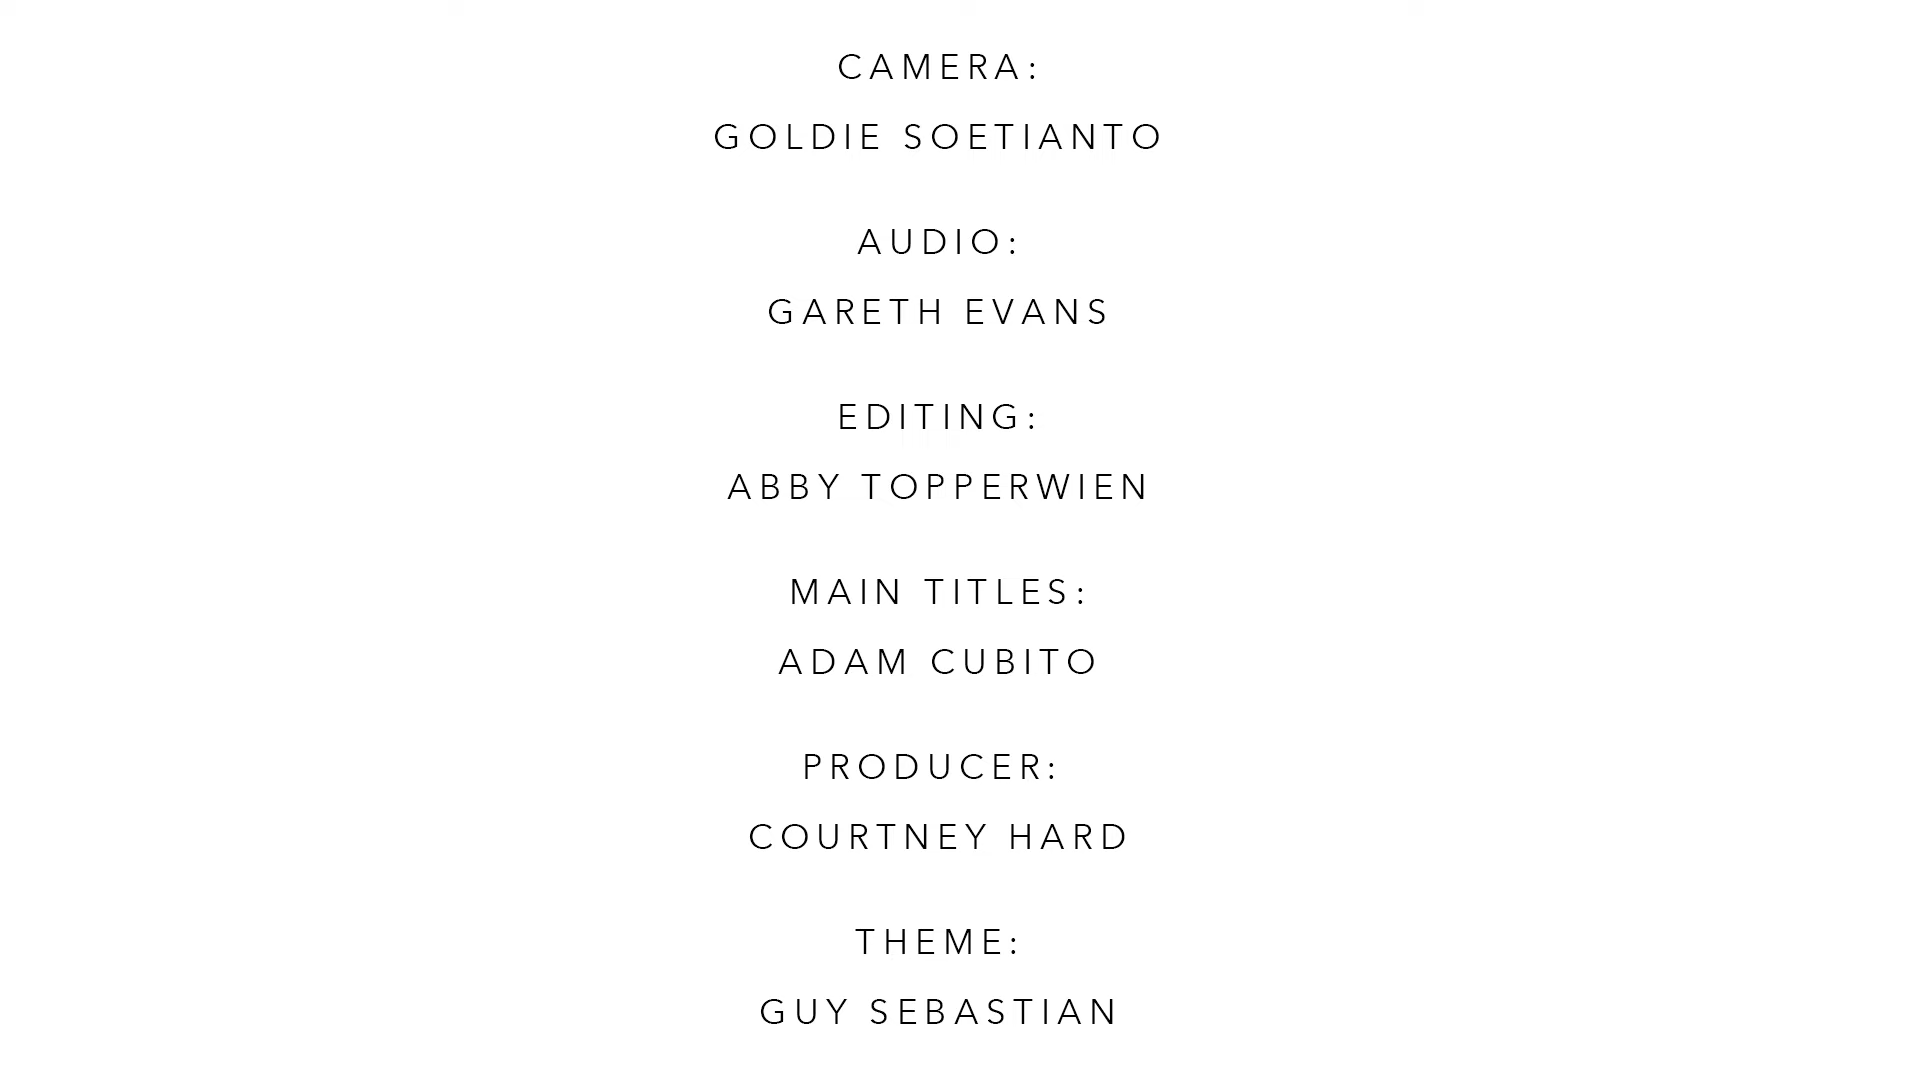 CAMERA:
GOLDIE SOETIANTO
AUDIO:
GARETH EVANS
EDITING:
ABBY TOPPERWIEN
MAIN TITLES:
ADAM CUBITO
PRODUCER:
COURTNEY HARD
THEME:
GUY SEBASTIAN